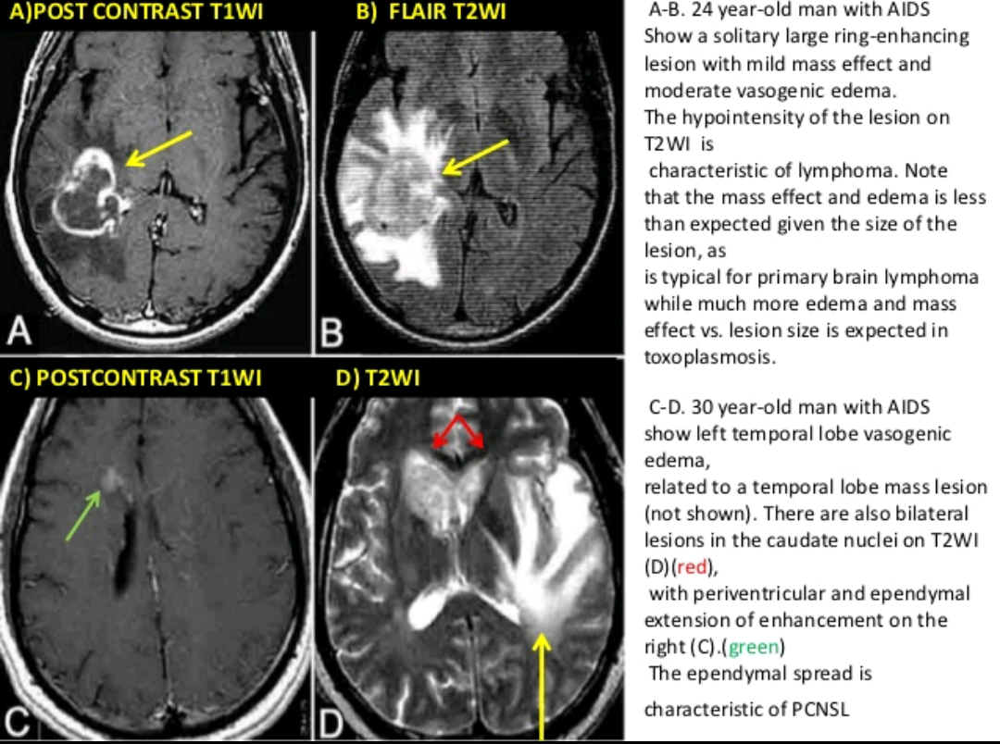 A)POST CONTRAST T1WI
B) FLAIR T2WI
A
B
C) POSTCONTRAST T1WI
D) T2WI
C
D
A-B. 24 year-old man with AIDS
Show a solitary large ring-enhancing
lesion with mild mass effect and
moderate vasogenic edema.
The hypointensity of the lesion on
T2WI is
characteristic of lymphoma. Note
that the mass effect and edema is less
than expected given the size of the
lesion, as
is typical for primary brain lymphoma
while much more edema and mass
effect vs. lesion size is expected in
toxoplasmosis.
C-D. 30 year-old man with AIDS
show left temporal lobe vasogenic
edema,
related to a temporal lobe mass lesion
(not shown). There are also bilateral
lesions in the caudate nuclei on T2WI
(D)(red),
with periventricular and ependymal
extension of enhancement on the
right (C).(green)
The ependymal spread is
characteristic of PCNSL